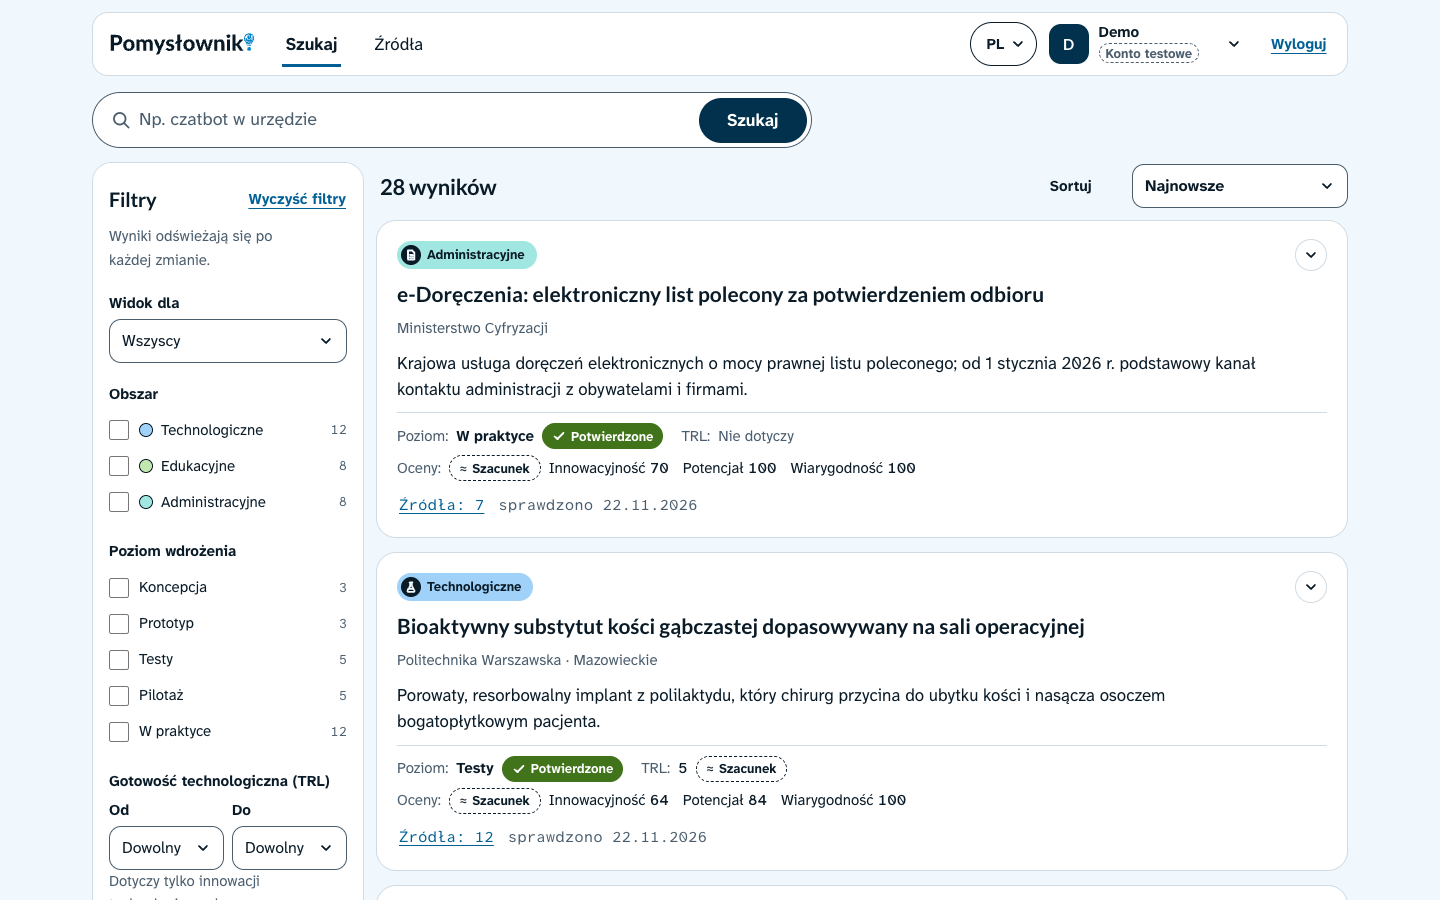 Pomysłownik
Szukaj
Źródła
PL
D
Demo
Konto testowe
Wyloguj
Np. czatbot w urzędzie
Szukaj
Filtry
Wyczyść filtry
Wyniki odświeżają się po
każdej zmianie.
Widok dla
Wszyscy
Obszar
Technologiczne 12
Edukacyjne 8
Administracyjne 8
Poziom wdrożenia
Koncepcja 3
Prototyp 3
Testy 5
Pilotaż 5
W praktyce 12
Gotowość technologiczna (TRL)
Od Do
Dowolny Dowolny
Dotyczy tylko innowacji
28 wyników
Sortuj
Najnowsze
Administracyjne
e-Doręczenia: elektroniczny list polecony za potwierdzeniem odbioru
Ministerstwo Cyfryzacji
Krajowa usługa doręczeń elektronicznych o mocy prawnej listu poleconego; od 1 stycznia 2026 r. podstawowy kanał
kontaktu administracji z obywatelami i firmami.
Poziom: W praktyce Potwierdzone TRL: Nie dotyczy
Oceny: ≈ Szacunek Innowacyjność 70 Potencjał 100 Wiarygodność 100
Źródła: 7 sprawdzono 22.11.2026
Technologiczne
Bioaktywny substytut kości gąbczastej dopasowywany na sali operacyjnej
Politechnika Warszawska · Mazowieckie
Porowaty, resorbowalny implant z polilaktydu, który chirurg przycina do ubytku kości i nasącza osoczem
bogatopłytkowym pacjenta.
Poziom: Testy Potwierdzone TRL: 5 ≈ Szacunek
Oceny: ≈ Szacunek Innowacyjność 64 Potencjał 84 Wiarygodność 100
Źródła: 12 sprawdzono 22.11.2026